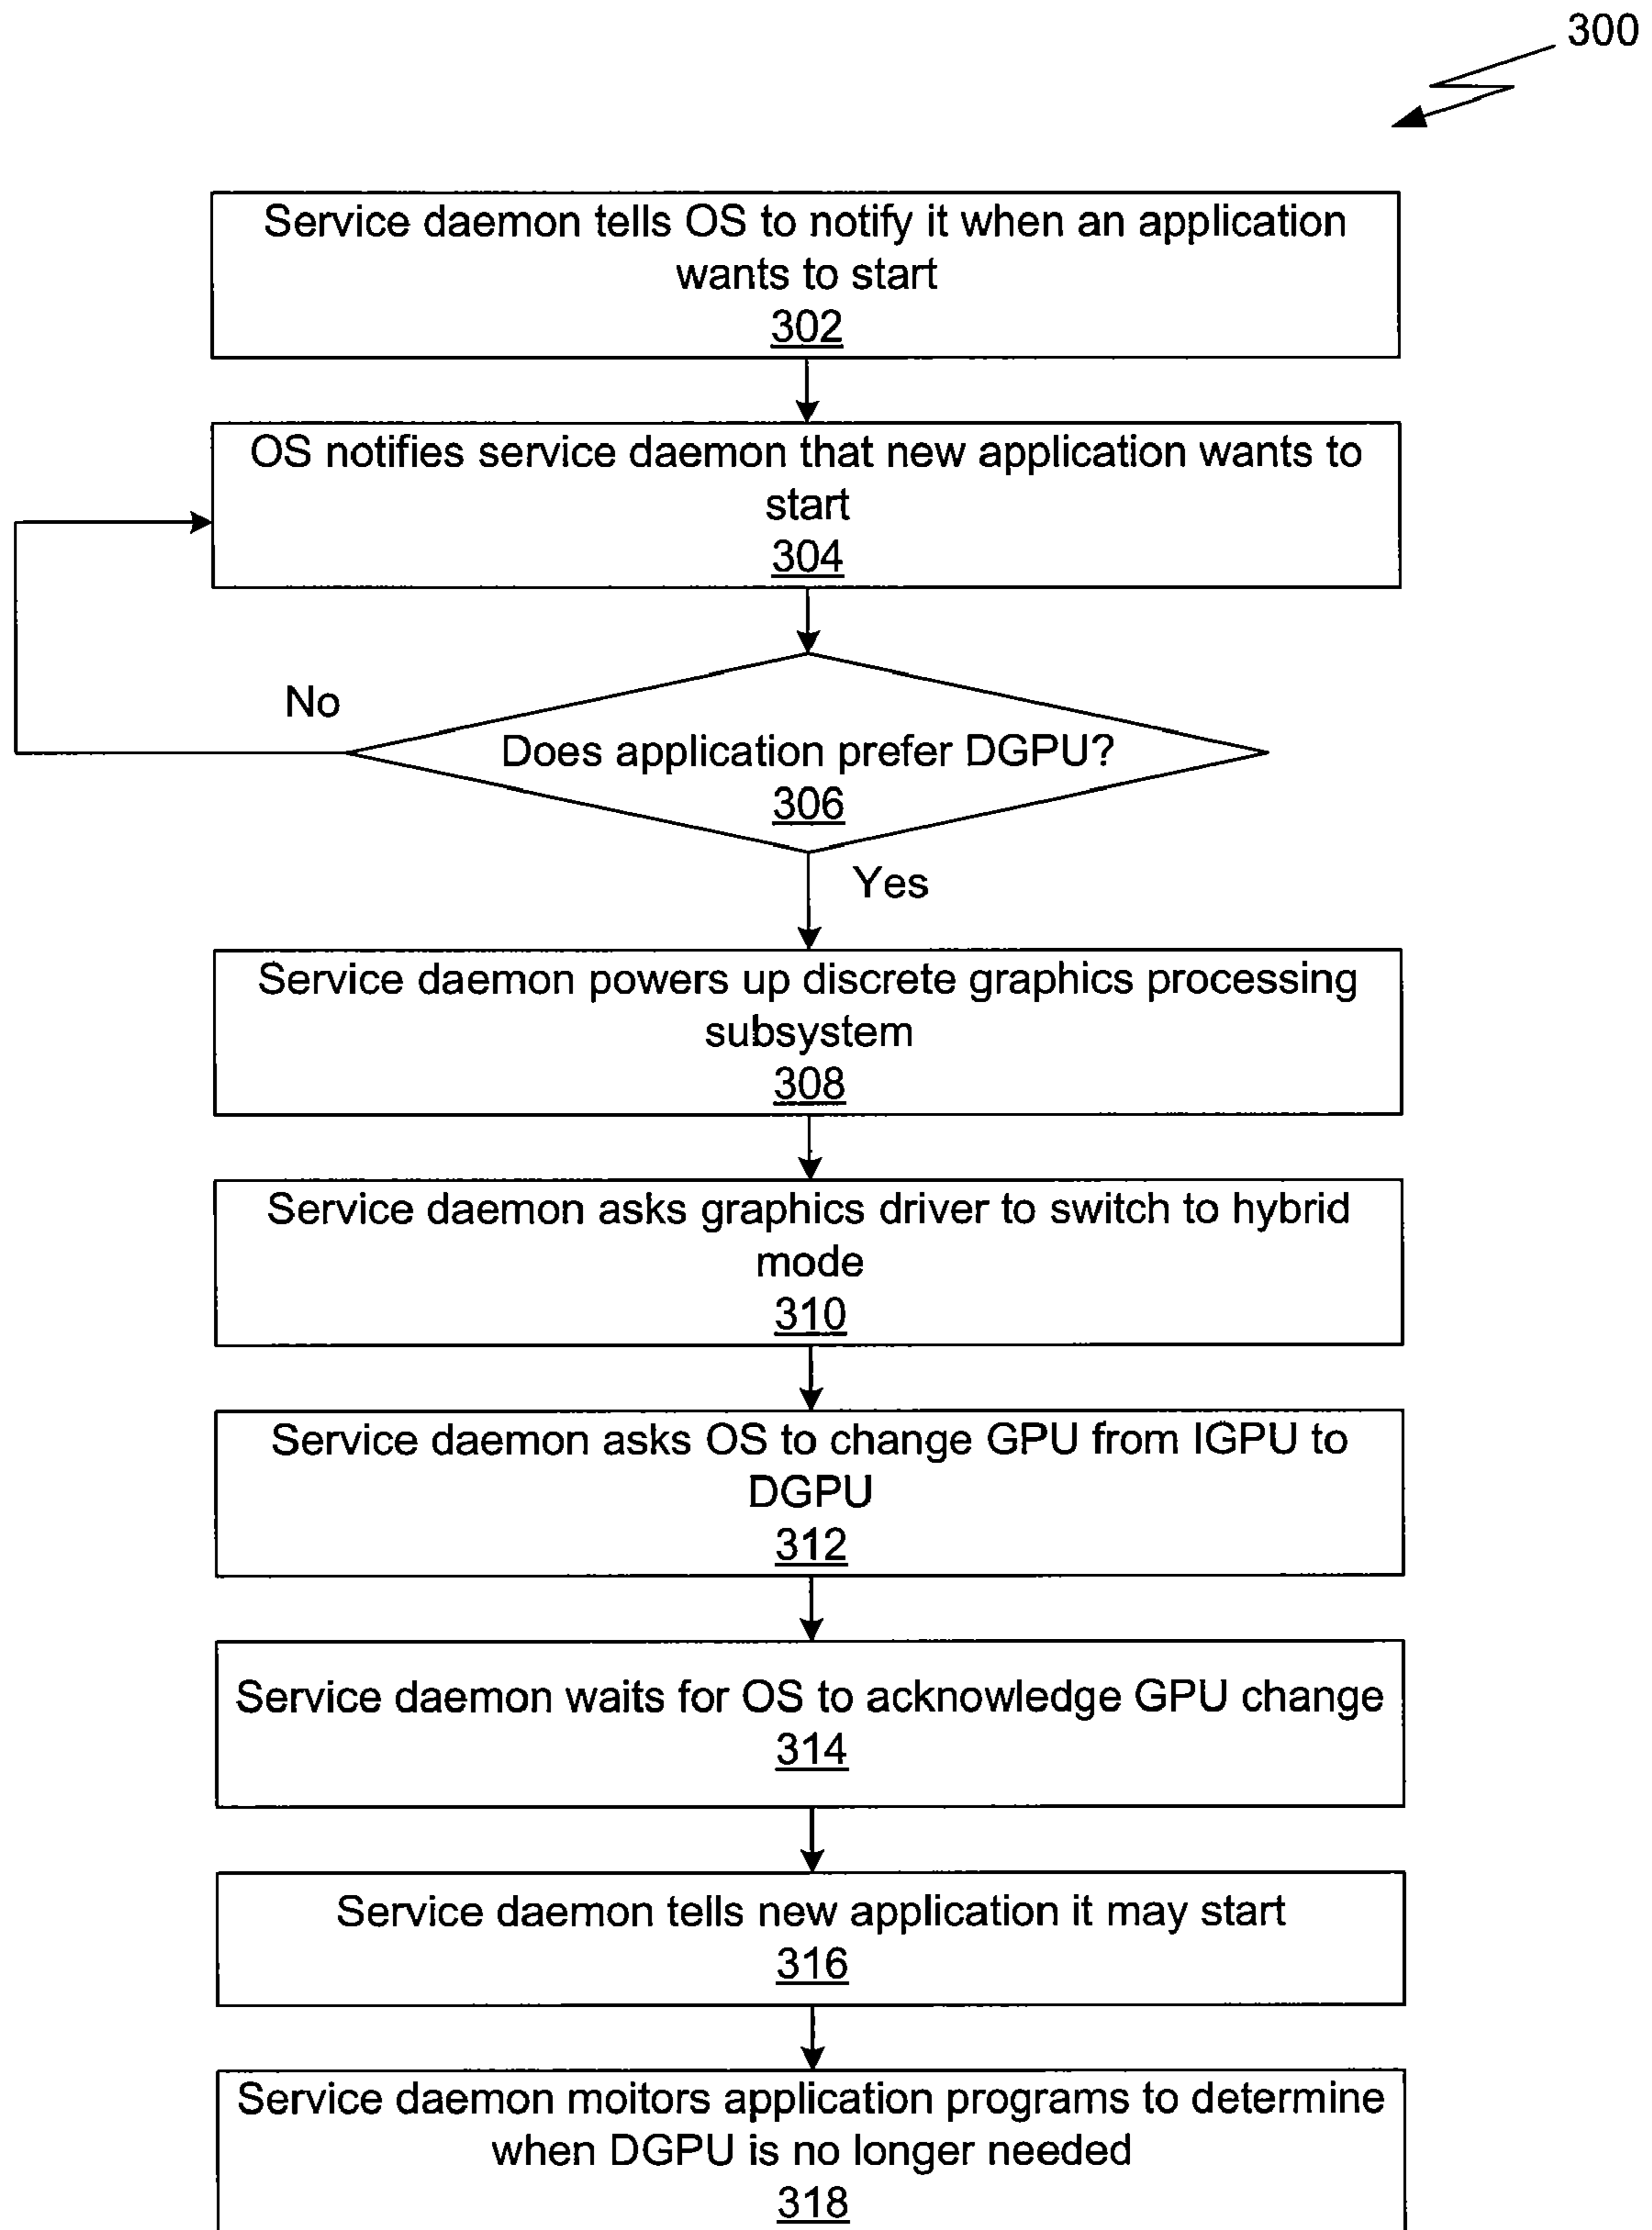 300
Service daemon tells OS to notify it when an application
wants to start
302
OS notifies service daemon that new application wants to
start
304
No
Does application prefer DGPU?
306
Yes
Service daemon powers up discrete graphics processing
subsystem
308
Service daemon asks graphics driver to switch to hybrid
mode
310
Service daemon asks OS to change GPU from IGPU to
DGPU
312
Service daemon waits for OS to acknowledge GPU change
314
Service daemon tells new application it may start
316
Service daemon moitors application programs to determine
when DGPU is no longer needed
318